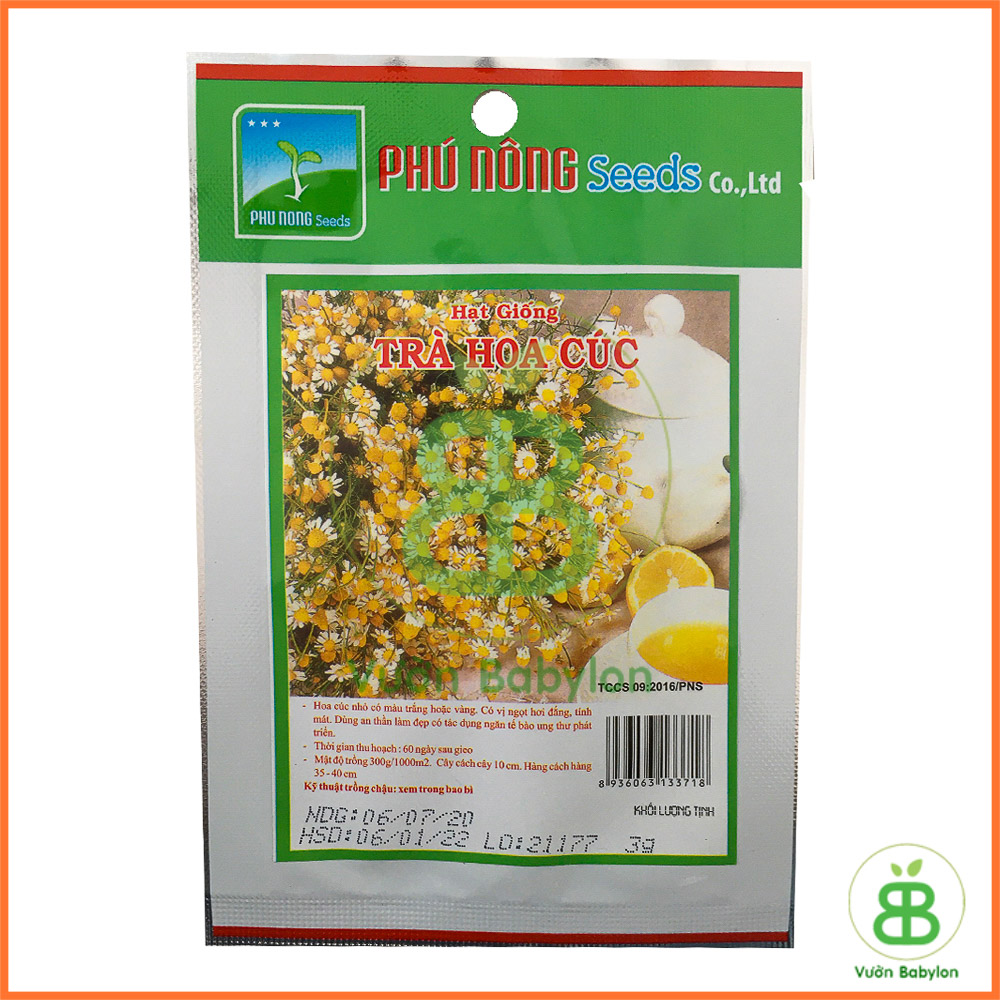 PHU NONG Seeds
PHÚ NÔNG Seeds Co.,Ltd
Hạt Giống
TRÀ HOA CÚC
Vườn Babylon
TCCS 09:2016/PNS
- Hoa cúc nhỏ có màu trắng hoặc vàng. Có vị ngọt hơi đắng, tính
mát. Dùng an thần làm đẹp có tác dụng ngăn tế bào ung thư phát
triển.
- Thời gian thu hoạch : 60 ngày sau gieo
- Mật độ trồng 300g/1000m2. Cây cách cây 10 cm. Hàng cách hàng
35 - 40 cm
Kỹ thuật trồng chậu: xem trong bao bì
8 936063 133718
KHỐI LƯỢNG TỊNH
NDG:06/07/20
HSD:06/01/22 LO:21177 3g
Vườn Babylon